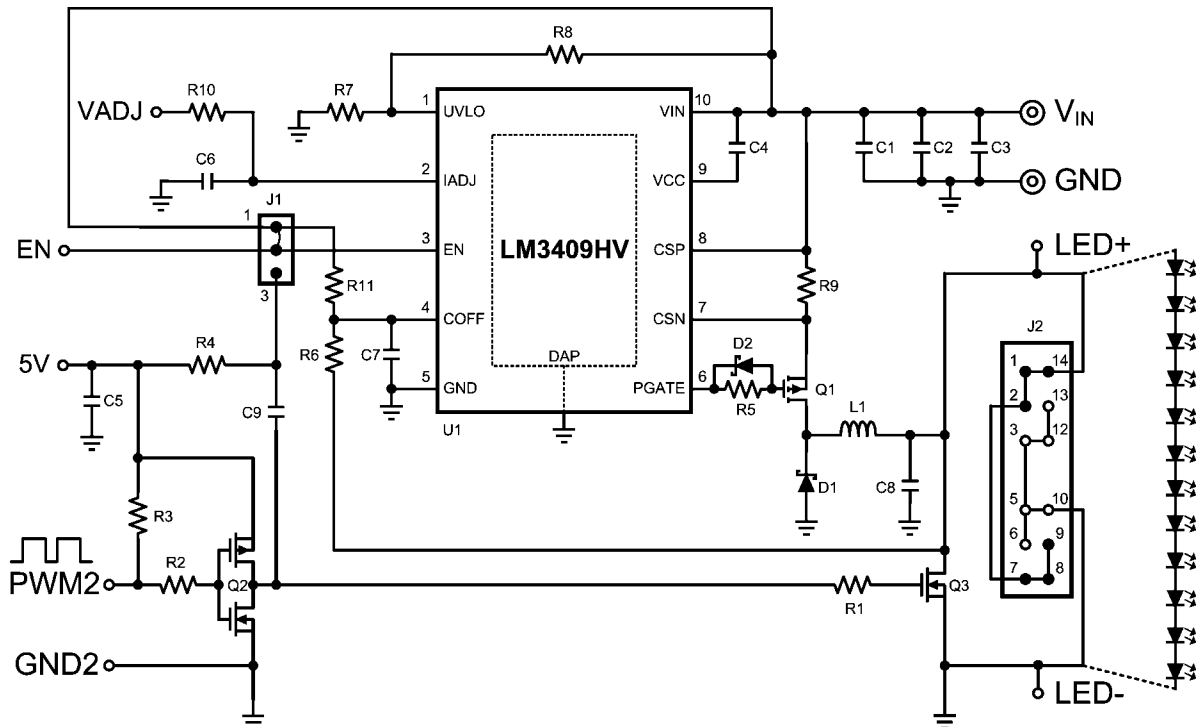 R8
R10
VADJ
R7
1 UVLO
VIN 10
V_IN
C6
C4
C1 C2 C3
2 IADJ
VCC 9
GND
J1
1
EN
3 EN
LM3409HV
CSP 8
LED+
3
R11
R9
4 COFF
CSN 7
J2
5V
R4
R6
C7
DAP
D2
1 14
C5
C9
5 GND
PGATE 6
R5
Q1
2 13
U1
L1
3 12
R3
D1
C8
5 10
6 9
PWM2
R2
Q2
R1
Q3
7 8
GND2
LED-